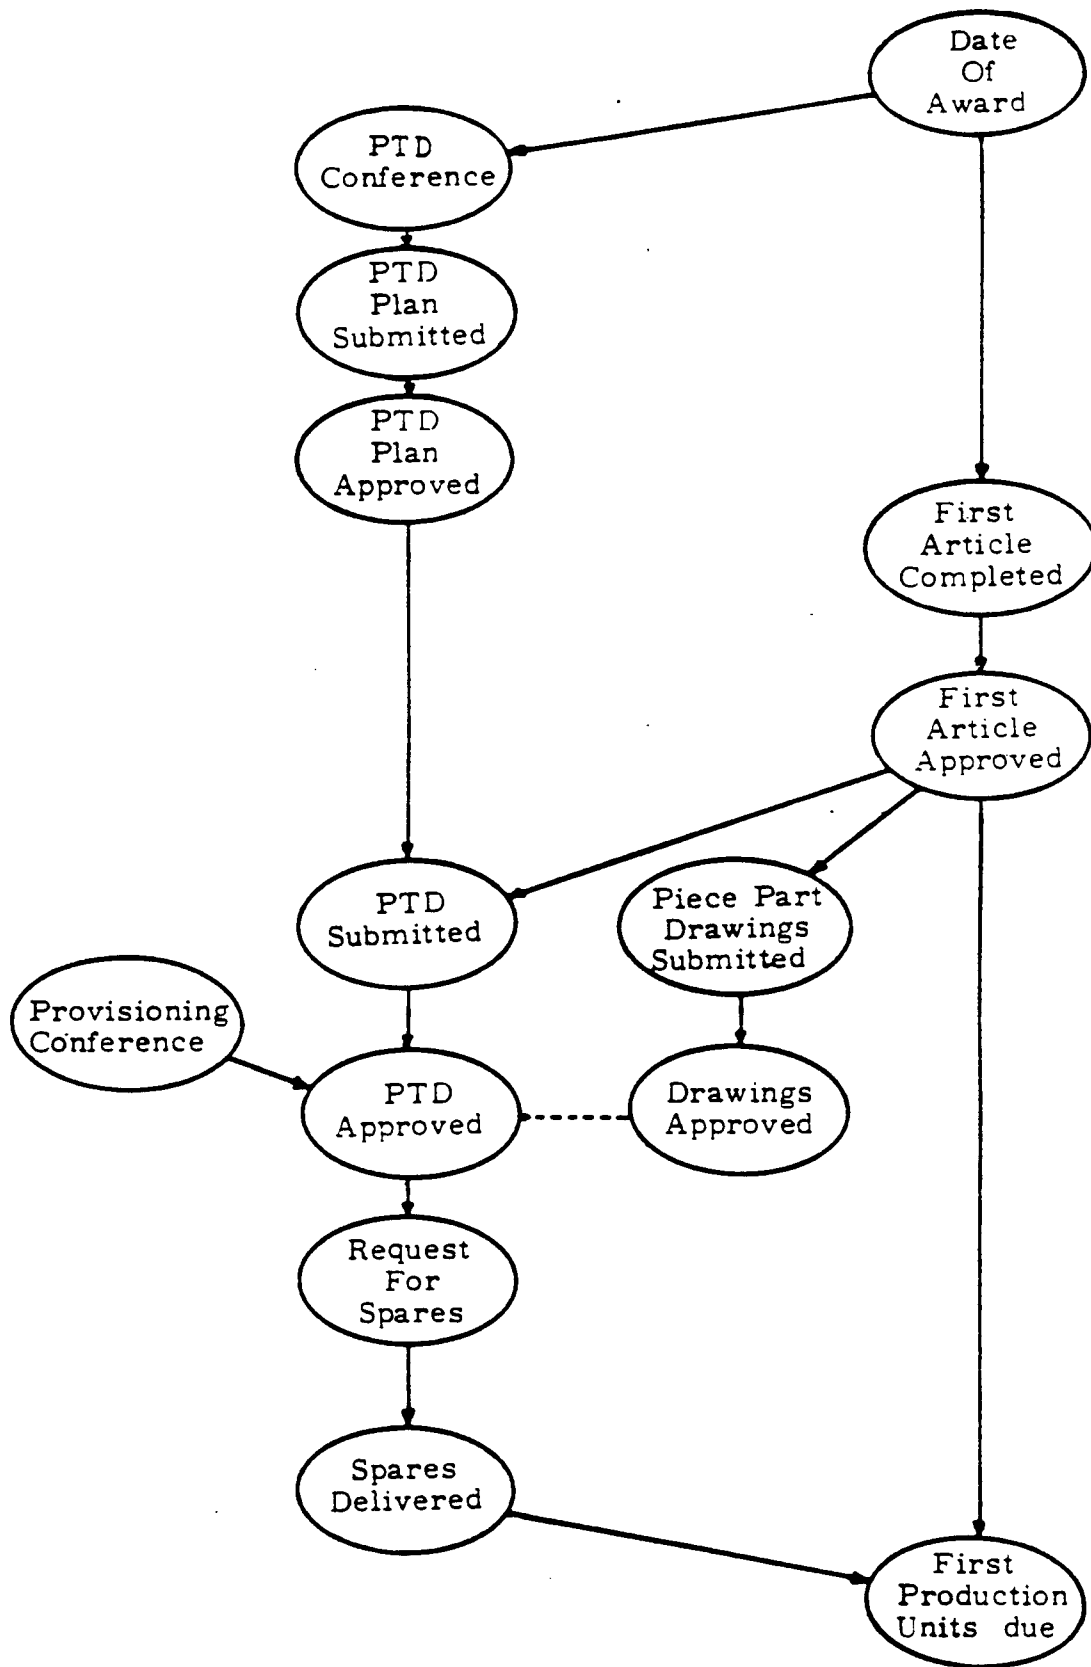 Date
Of
Award
PTD
Conference
PTD
Plan
Submitted
PTD
Plan
Approved
First
Article
Completed
First
Article
Approved
PTD
Submitted
Piece Part
Drawings
Submitted
Provisioning
Conference
PTD
Approved
Drawings
Approved
Request
For
Spares
Spares
Delivered
First
Production
Units due